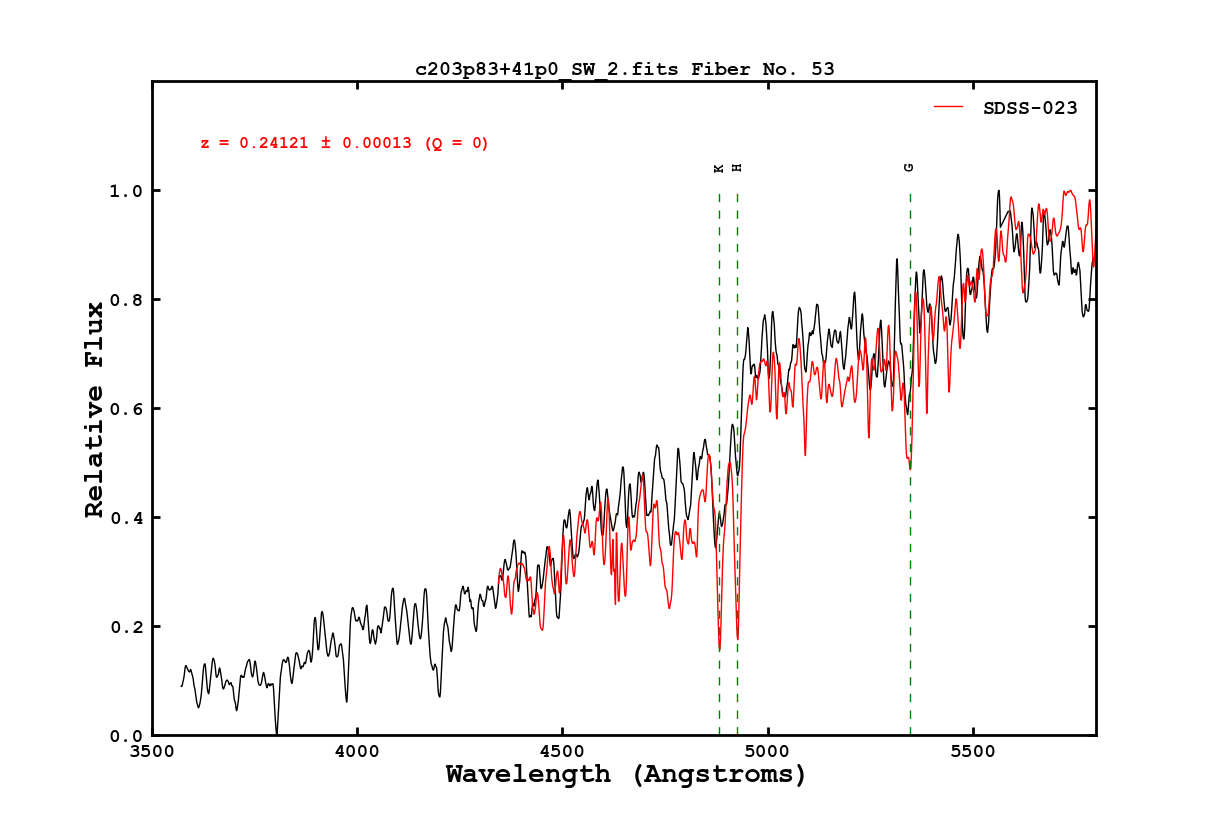 c203p83+41p0_SW_2.fits Fiber No. 53
SDSS-023
z = 0.24121 ± 0.00013 (Q = 0)
K
H
G
1.0
0.8
0.6
0.4
0.2
0.0
Relative Flux
3500
4000
4500
5000
5500
Wavelength (Angstroms)